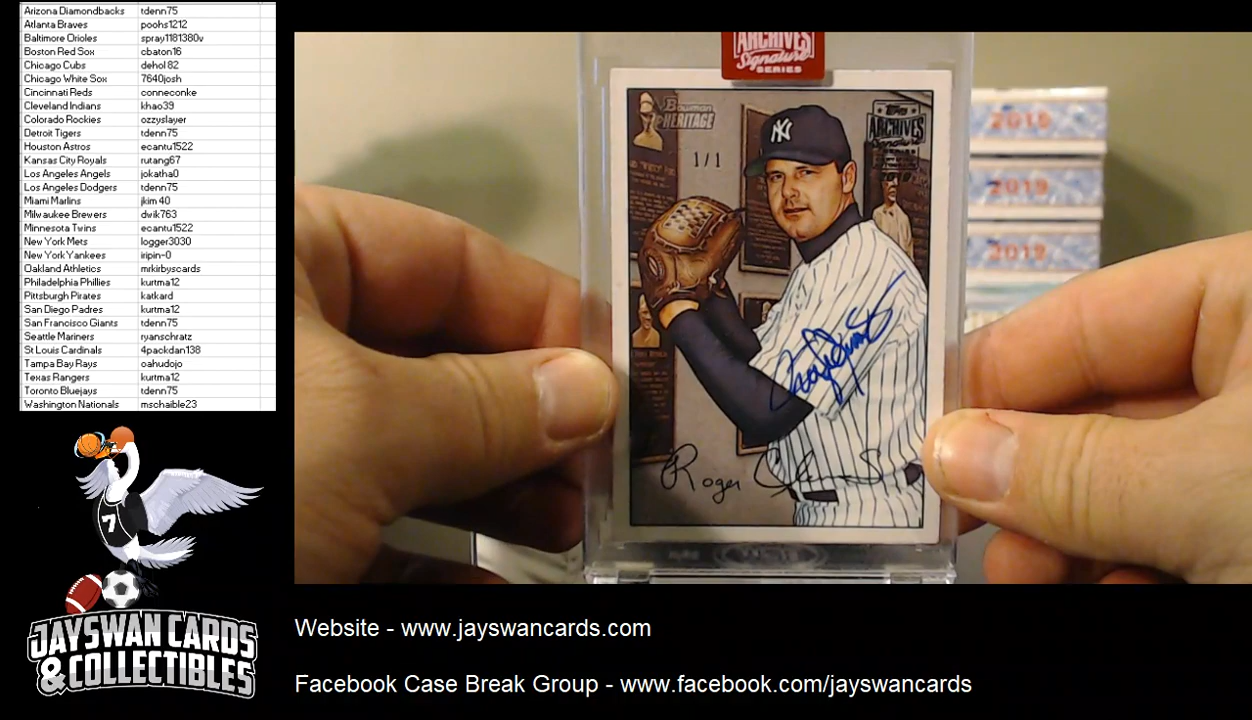 Arizona Diamondbacks tdenn75
Atlanta Braves poohs1212
Baltimore Orioles spray1181380v
Boston Red Sox cbaton16
Chicago Cubs dehol 82
Chicago White Sox 7640josh
Cincinnati Reds conneconke
Cleveland Indians khao39
Colorado Rockies ozzyslayer
Detroit Tigers tdenn75
Houston Astros ecantu1522
Kansas City Royals rutang67
Los Angeles Angels jokatha0
Los Angeles Dodgers tdenn75
Miami Marlins jkim 40
Milwaukee Brewers dwik763
Minnesota Twins ecantu1522
New York Mets logger3030
New York Yankees iripin-0
Oakland Athletics mrkirbyscards
Philadelphia Phillies kurtma12
Pittsburgh Pirates katkard
San Diego Padres kurtma12
San Francisco Giants tdenn75
Seattle Mariners ryanschratz
St Louis Cardinals 4packdan138
Tampa Bay Rays oahudojo
Texas Rangers kurtma12
Toronto Bluejays tdenn75
Washington Nationals mschaible23
7
JAYSWAN CARDS
& COLLECTIBLES
ARCHIVES
Signature
SERIES
Bowman
HERITAGE
1/1
NY
TOPPS
ARCHIVES
Signature
Roger Clemens
2019
2019
Website - www.jayswancards.com
Facebook Case Break Group - www.facebook.com/jayswancards